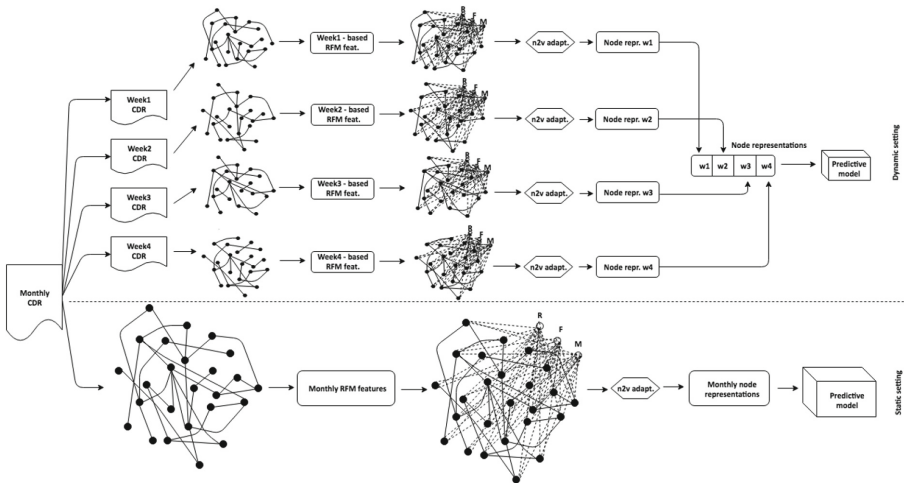 R
F
M
Week1 - based
RFM feat.
n2v adapt.
Node repr. w1
Week1
CDR
R
F
M
Week2 - based
RFM feat.
n2v adapt.
Node repr. w2
Week2
CDR
Node representations
w1 w2 w3 w4
Predictive
model
Dynamic setting
R
F
M
Week3 - based
RFM feat.
n2v adapt.
Node repr. w3
Week3
CDR
R
F
M
Week4 - based
RFM feat.
n2v adapt.
Node repr. w4
Week4
CDR
Monthly
CDR
R
F
M
Monthly RFM features
n2v adapt.
Monthly node
representations
Predictive
model
Static setting